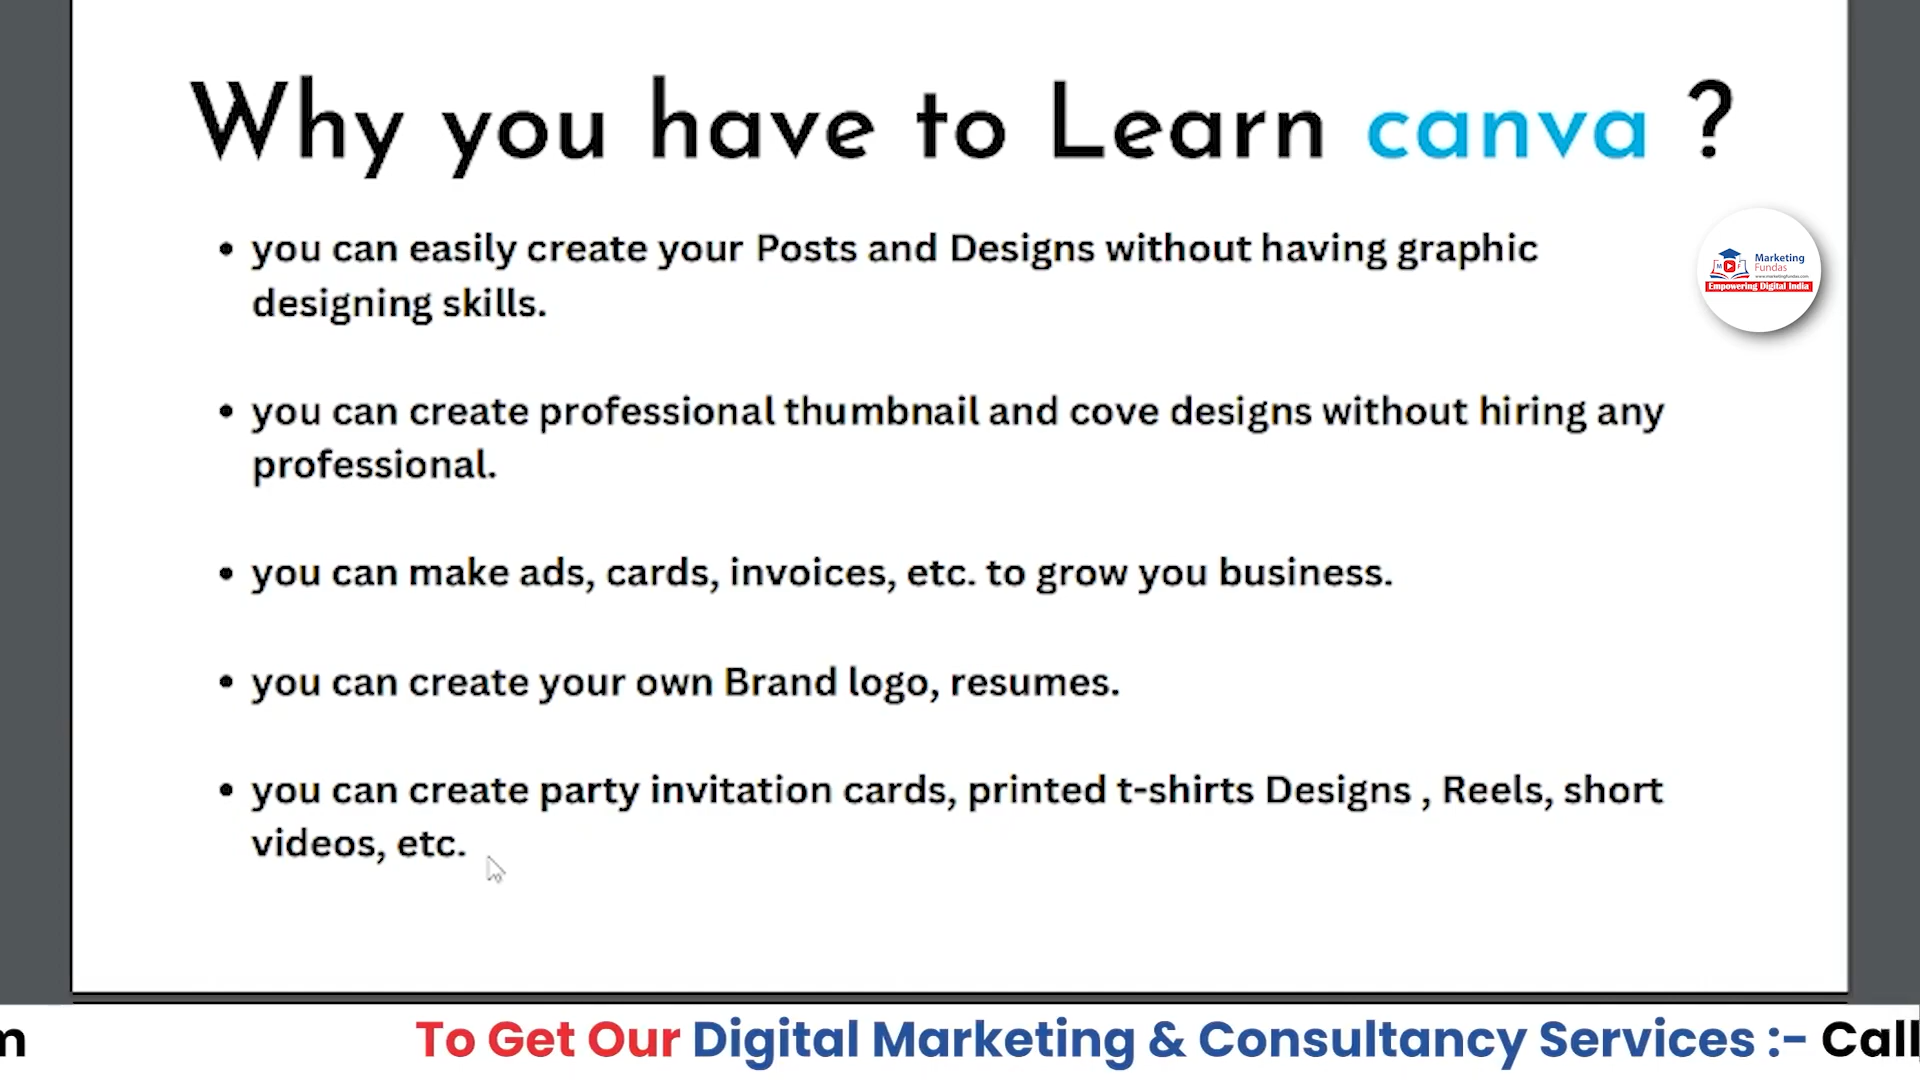 Why you have to Learn canva ?
• you can easily create your Posts and Designs without having graphic
designing skills.
Marketing
Fundas
www.marketingfundas.com
Empowering Digital India
• you can create professional thumbnail and cove designs without hiring any
professional.
• you can make ads, cards, invoices, etc. to grow you business.
• you can create your own Brand logo, resumes.
• you can create party invitation cards, printed t-shirts Designs , Reels, short
videos, etc.
m To Get Our Digital Marketing & Consultancy Services :- Call